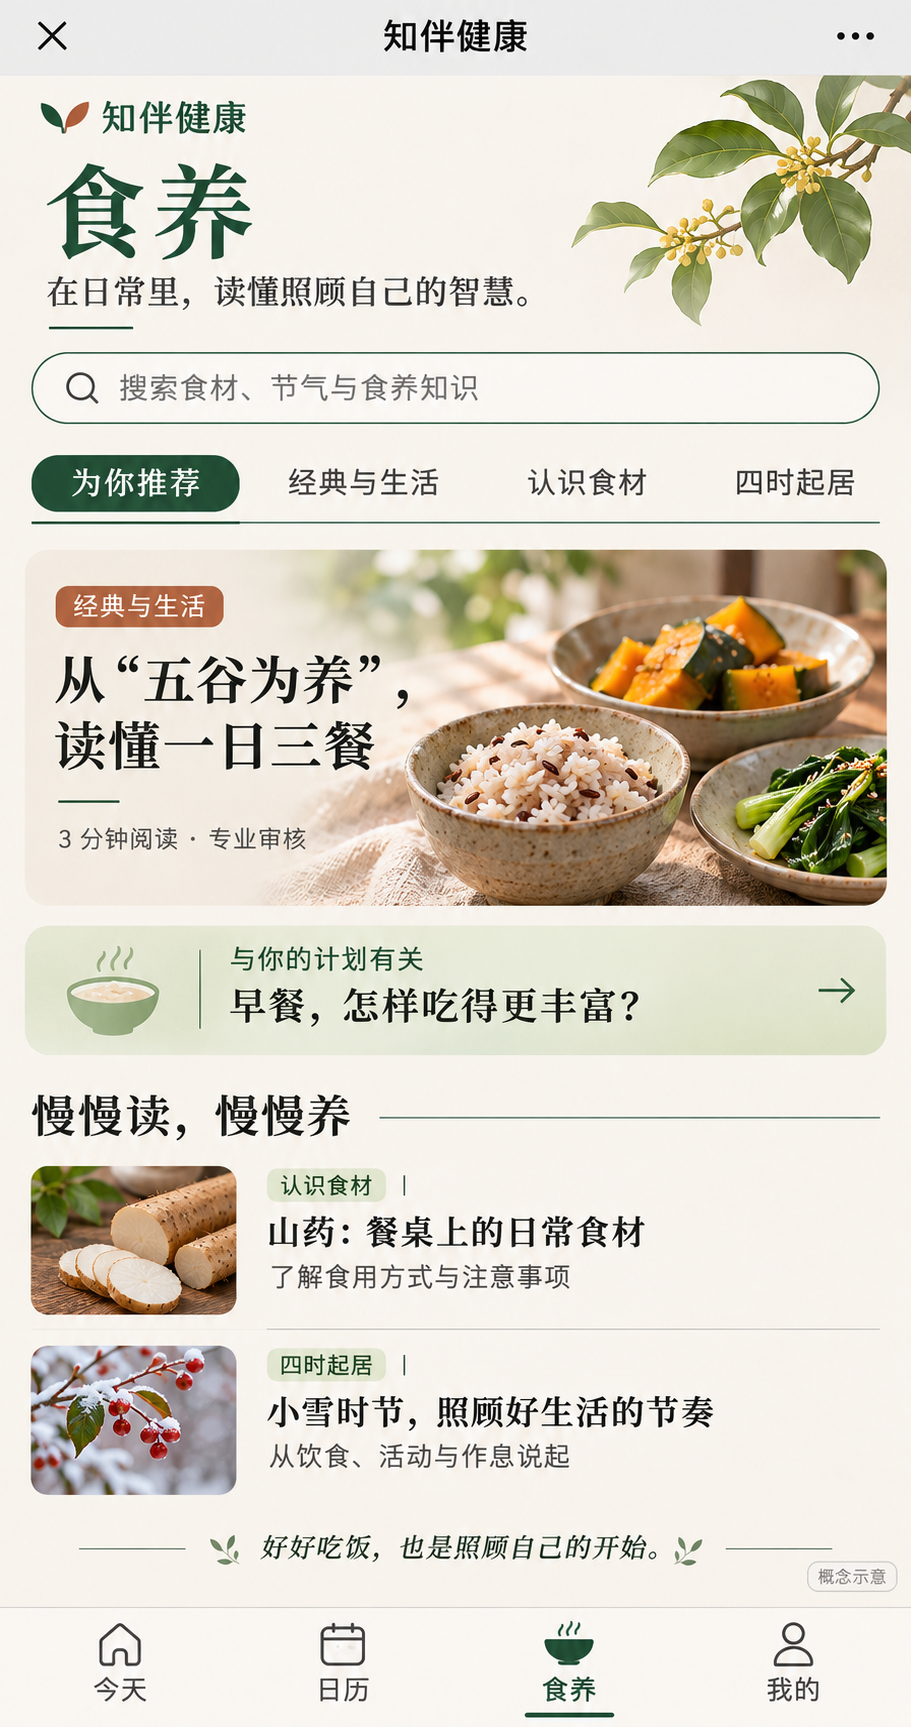 知伴健康
知伴健康
食养
在日常里，读懂照顾自己的智慧。
搜索食材、节气与食养知识
为你推荐
经典与生活
认识食材
四时起居
经典与生活
从“五谷为养”，
读懂一日三餐
3 分钟阅读 · 专业审核
与你的计划有关
早餐，怎样吃得更丰富？
慢慢读，慢慢养
认识食材 |
山药：餐桌上的日常食材
了解食用方式与注意事项
四时起居 |
小雪时节，照顾好生活的节奏
从饮食、活动与作息说起
好好吃饭，也是照顾自己的开始。
概念示意
今天
日历
食养
我的